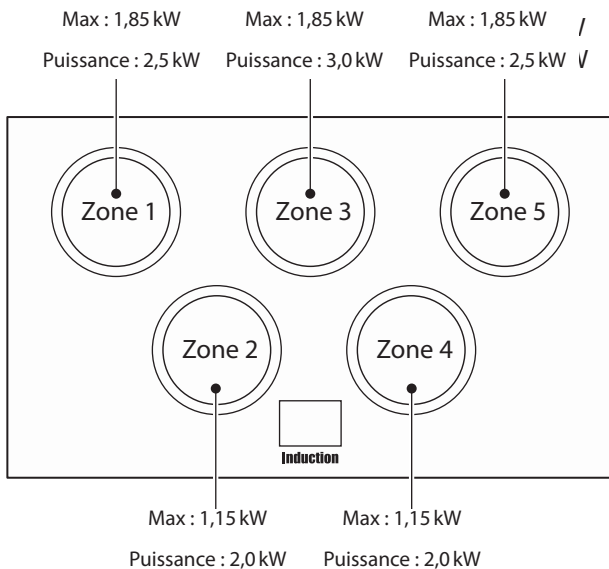 Max : 1,85 kW Max : 1,85 kW Max : 1,85 kW
Puissance : 2,5 kW Puissance : 3,0 kW Puissance : 2,5 kW
Zone 1 Zone 3 Zone 5
Zone 2 Zone 4
Induction
Max : 1,15 kW Max : 1,15 kW
Puissance : 2,0 kW Puissance : 2,0 kW